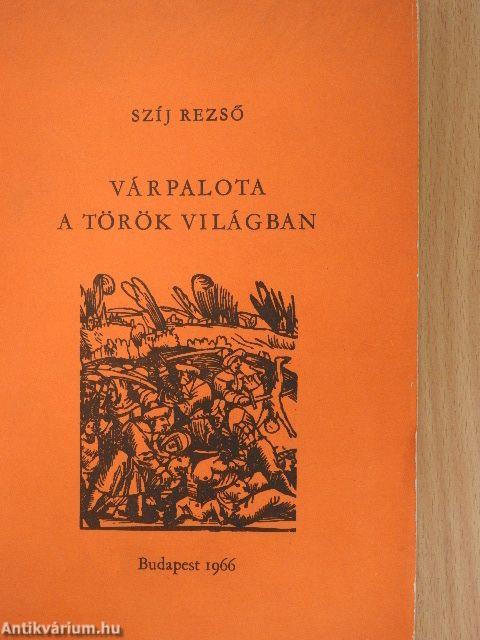 SZÍJ REZSŐ
VÁRPALOTA
A TÖRÖK VILÁGBAN
Budapest 1966
Antikvárium.hu